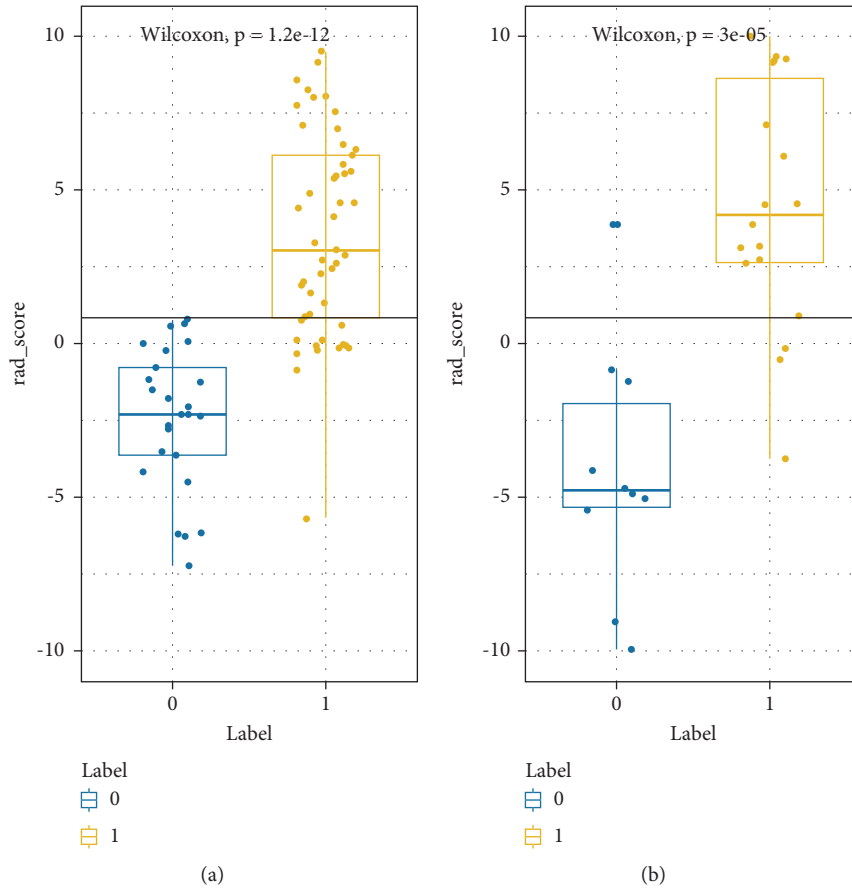 Wilcoxon, p = 1.2e-12
10
5
0
-5
-10
rad_score
0 1
Label
Label
0
1
(a)
Wilcoxon, p = 3e-05
10
5
0
-5
-10
rad_score
0 1
Label
Label
0
1
(b)